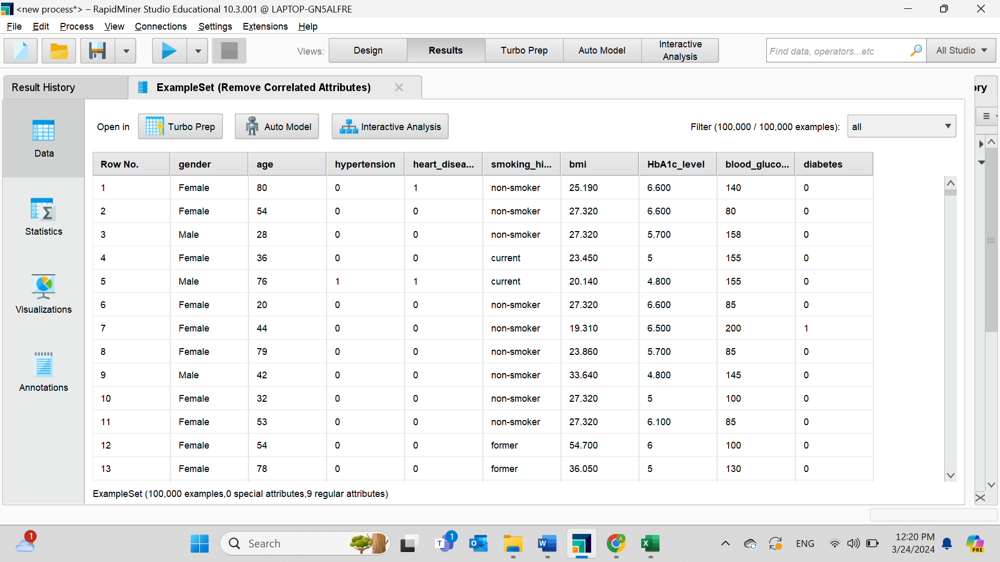 <new process*> – RapidMiner Studio Educational 10.3.001 @ LAPTOP-GN5ALFRE
File Edit Process View Connections Settings Extensions Help
Views: Design Results Turbo Prep Auto Model Interactive Analysis Find data, operators...etc All Studio
Result History ExampleSet (Remove Correlated Attributes) ory
Open in Turbo Prep Auto Model Interactive Analysis Filter (100,000 / 100,000 examples): all
Data
Statistics
Visualizations
Annotations
Row No. gender age hypertension heart_disea... smoking_hi... bmi HbA1c_level blood_gluco... diabetes
1 Female 80 0 1 non-smoker 25.190 6.600 140 0
2 Female 54 0 0 non-smoker 27.320 6.600 80 0
3 Male 28 0 0 non-smoker 27.320 5.700 158 0
4 Female 36 0 0 current 23.450 5 155 0
5 Male 76 1 1 current 20.140 4.800 155 0
6 Female 20 0 0 non-smoker 27.320 6.600 85 0
7 Female 44 0 0 non-smoker 19.310 6.500 200 1
8 Female 79 0 0 non-smoker 23.860 5.700 85 0
9 Male 42 0 0 non-smoker 33.640 4.800 145 0
10 Female 32 0 0 non-smoker 27.320 5 100 0
11 Female 53 0 0 non-smoker 27.320 6.100 85 0
12 Female 54 0 0 former 54.700 6 100 0
13 Female 78 0 0 former 36.050 5 130 0
ExampleSet (100,000 examples,0 special attributes,9 regular attributes)
1 Search 1 ENG 12:20 PM
3/24/2024
PRE